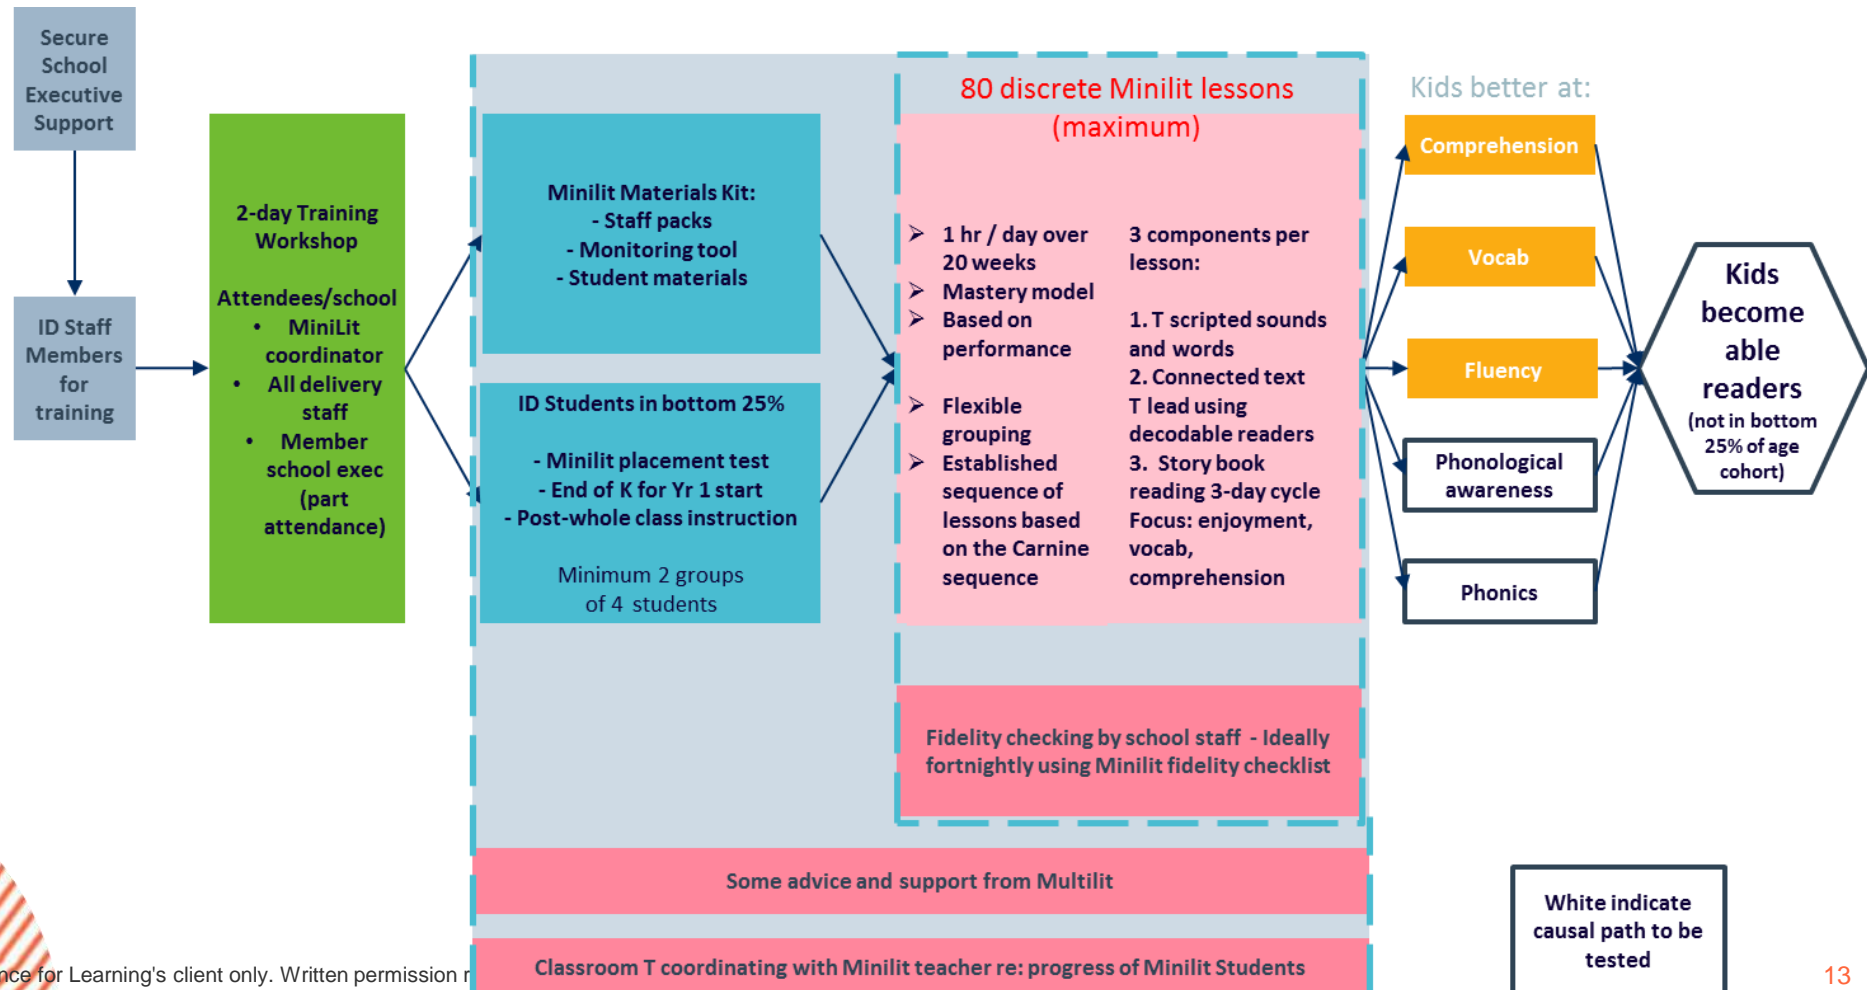 Secure
School
Executive
Support
ID Staff
Members
for
training
2-day Training
Workshop
Attendees/school
• MiniLit
coordinator
• All delivery
staff
• Member
school exec
(part
attendance)
Minilit Materials Kit:
- Staff packs
- Monitoring tool
- Student materials
ID Students in bottom 25%
- Minilit placement test
- End of K for Yr 1 start
- Post-whole class instruction
Minimum 2 groups
of 4 students
80 discrete Minilit lessons
(maximum)
➢ 1 hr / day over
20 weeks
➢ Mastery model
➢ Based on
performance
➢ Flexible
grouping
➢ Established
sequence of
lessons based
on the Carnine
sequence
3 components per
lesson:
1. T scripted sounds
and words
2. Connected text
T lead using
decodable readers
3. Story book
reading 3-day cycle
Focus: enjoyment,
vocab,
comprehension
Fidelity checking by school staff - Ideally
fortnightly using Minilit fidelity checklist
Some advice and support from Multilit
Classroom T coordinating with Minilit teacher re: progress of Minilit Students
Kids better at:
Comprehension
Vocab
Fluency
Phonological
awareness
Phonics
Kids
become
able
readers
(not in bottom
25% of age
cohort)
White indicate
causal path to be
tested
for Learning's client only. Written permission
13